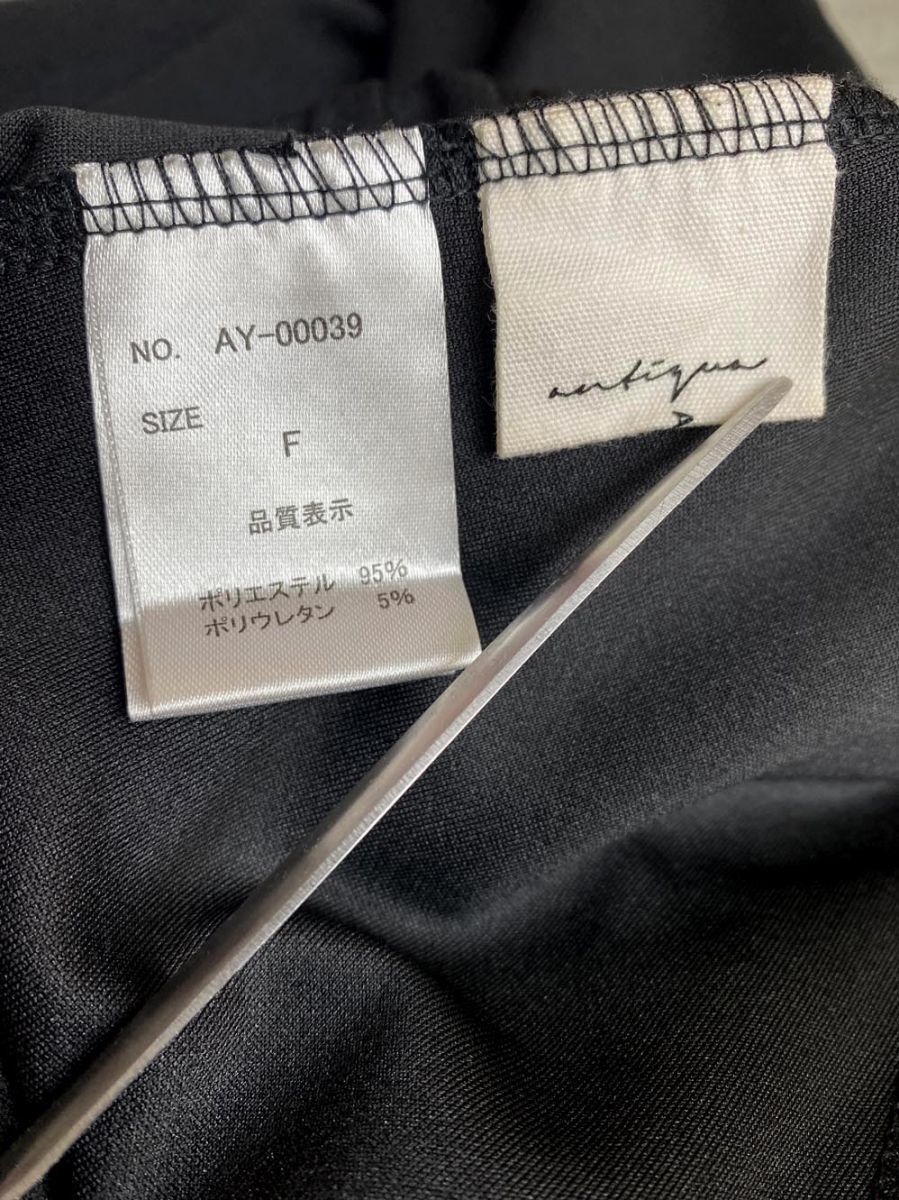 NO. AY-00039
SIZE
F
品質表示
ポリエステル 95%
ポリウレタン 5%
antiqua
A